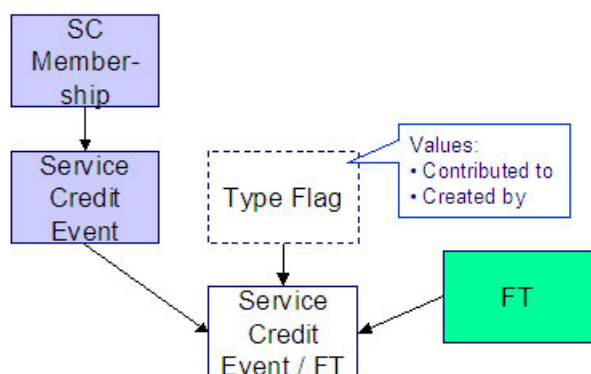 SC
Member-
ship
Service
Credit
Event
Type Flag
Values:
• Contributed to
• Created by
Service
Credit
Event / FT
FT